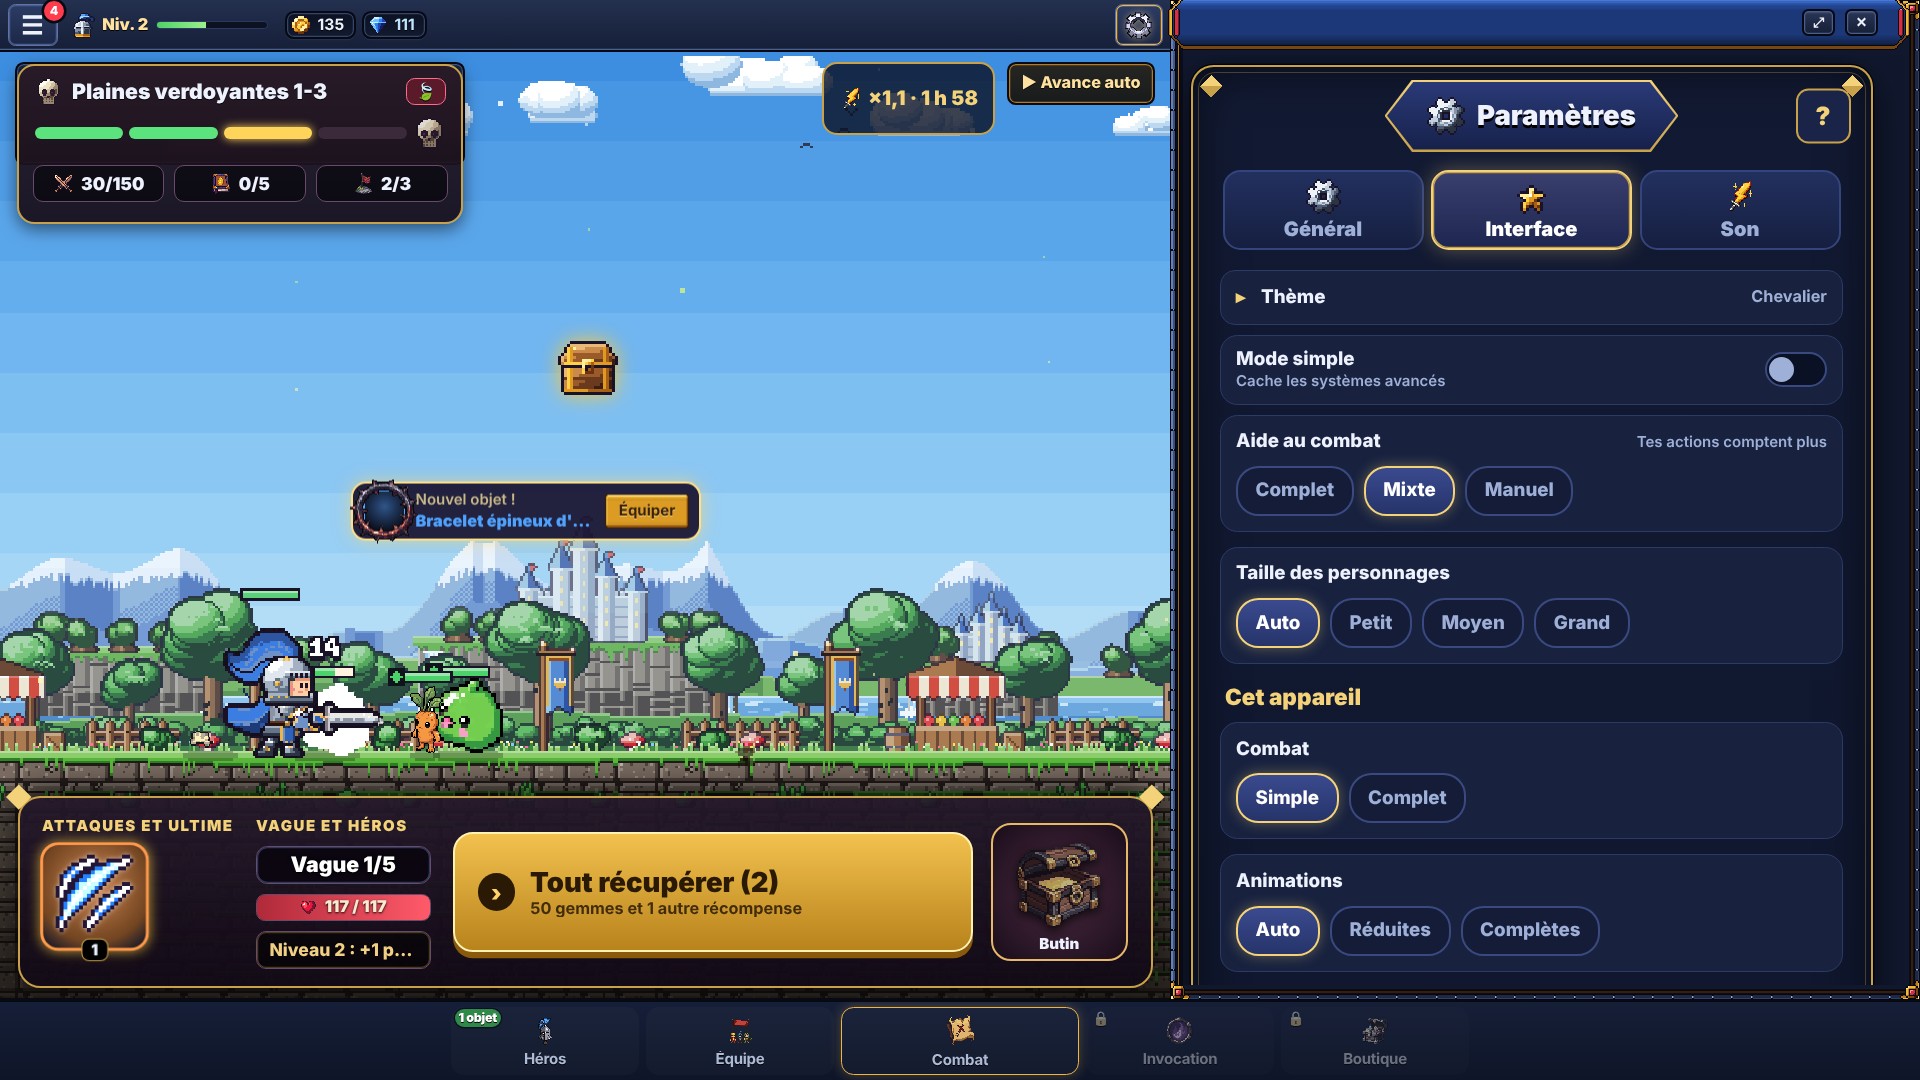 4
Niv. 2
135
111
Plaines verdoyantes 1-3
30/150
0/5
2/3
×1,1 · 1 h 58
Avance auto
Nouvel objet !
Bracelet épineux d'...
Équiper
14
ATTAQUES ET ULTIME
1
VAGUE ET HÉROS
Vague 1/5
117 / 117
Niveau 2 : +1 p...
Tout récupérer (2)
50 gemmes et 1 autre récompense
Butin
1 objet
Héros
Équipe
Combat
Invocation
Boutique
Paramètres
?
Général
Interface
Son
Thème
Chevalier
Mode simple
Cache les systèmes avancés
Aide au combat
Tes actions comptent plus
Complet
Mixte
Manuel
Taille des personnages
Auto
Petit
Moyen
Grand
Cet appareil
Combat
Simple
Complet
Animations
Auto
Réduites
Complètes